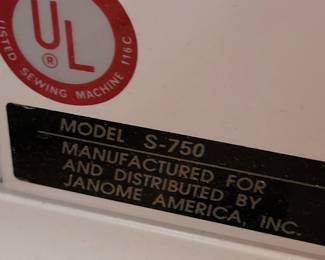 UL
®
LISTED SEWING MACHINE 116C
MODEL S-750
MANUFACTURED FOR
AND DISTRIBUTED BY
JANOME AMERICA, INC.